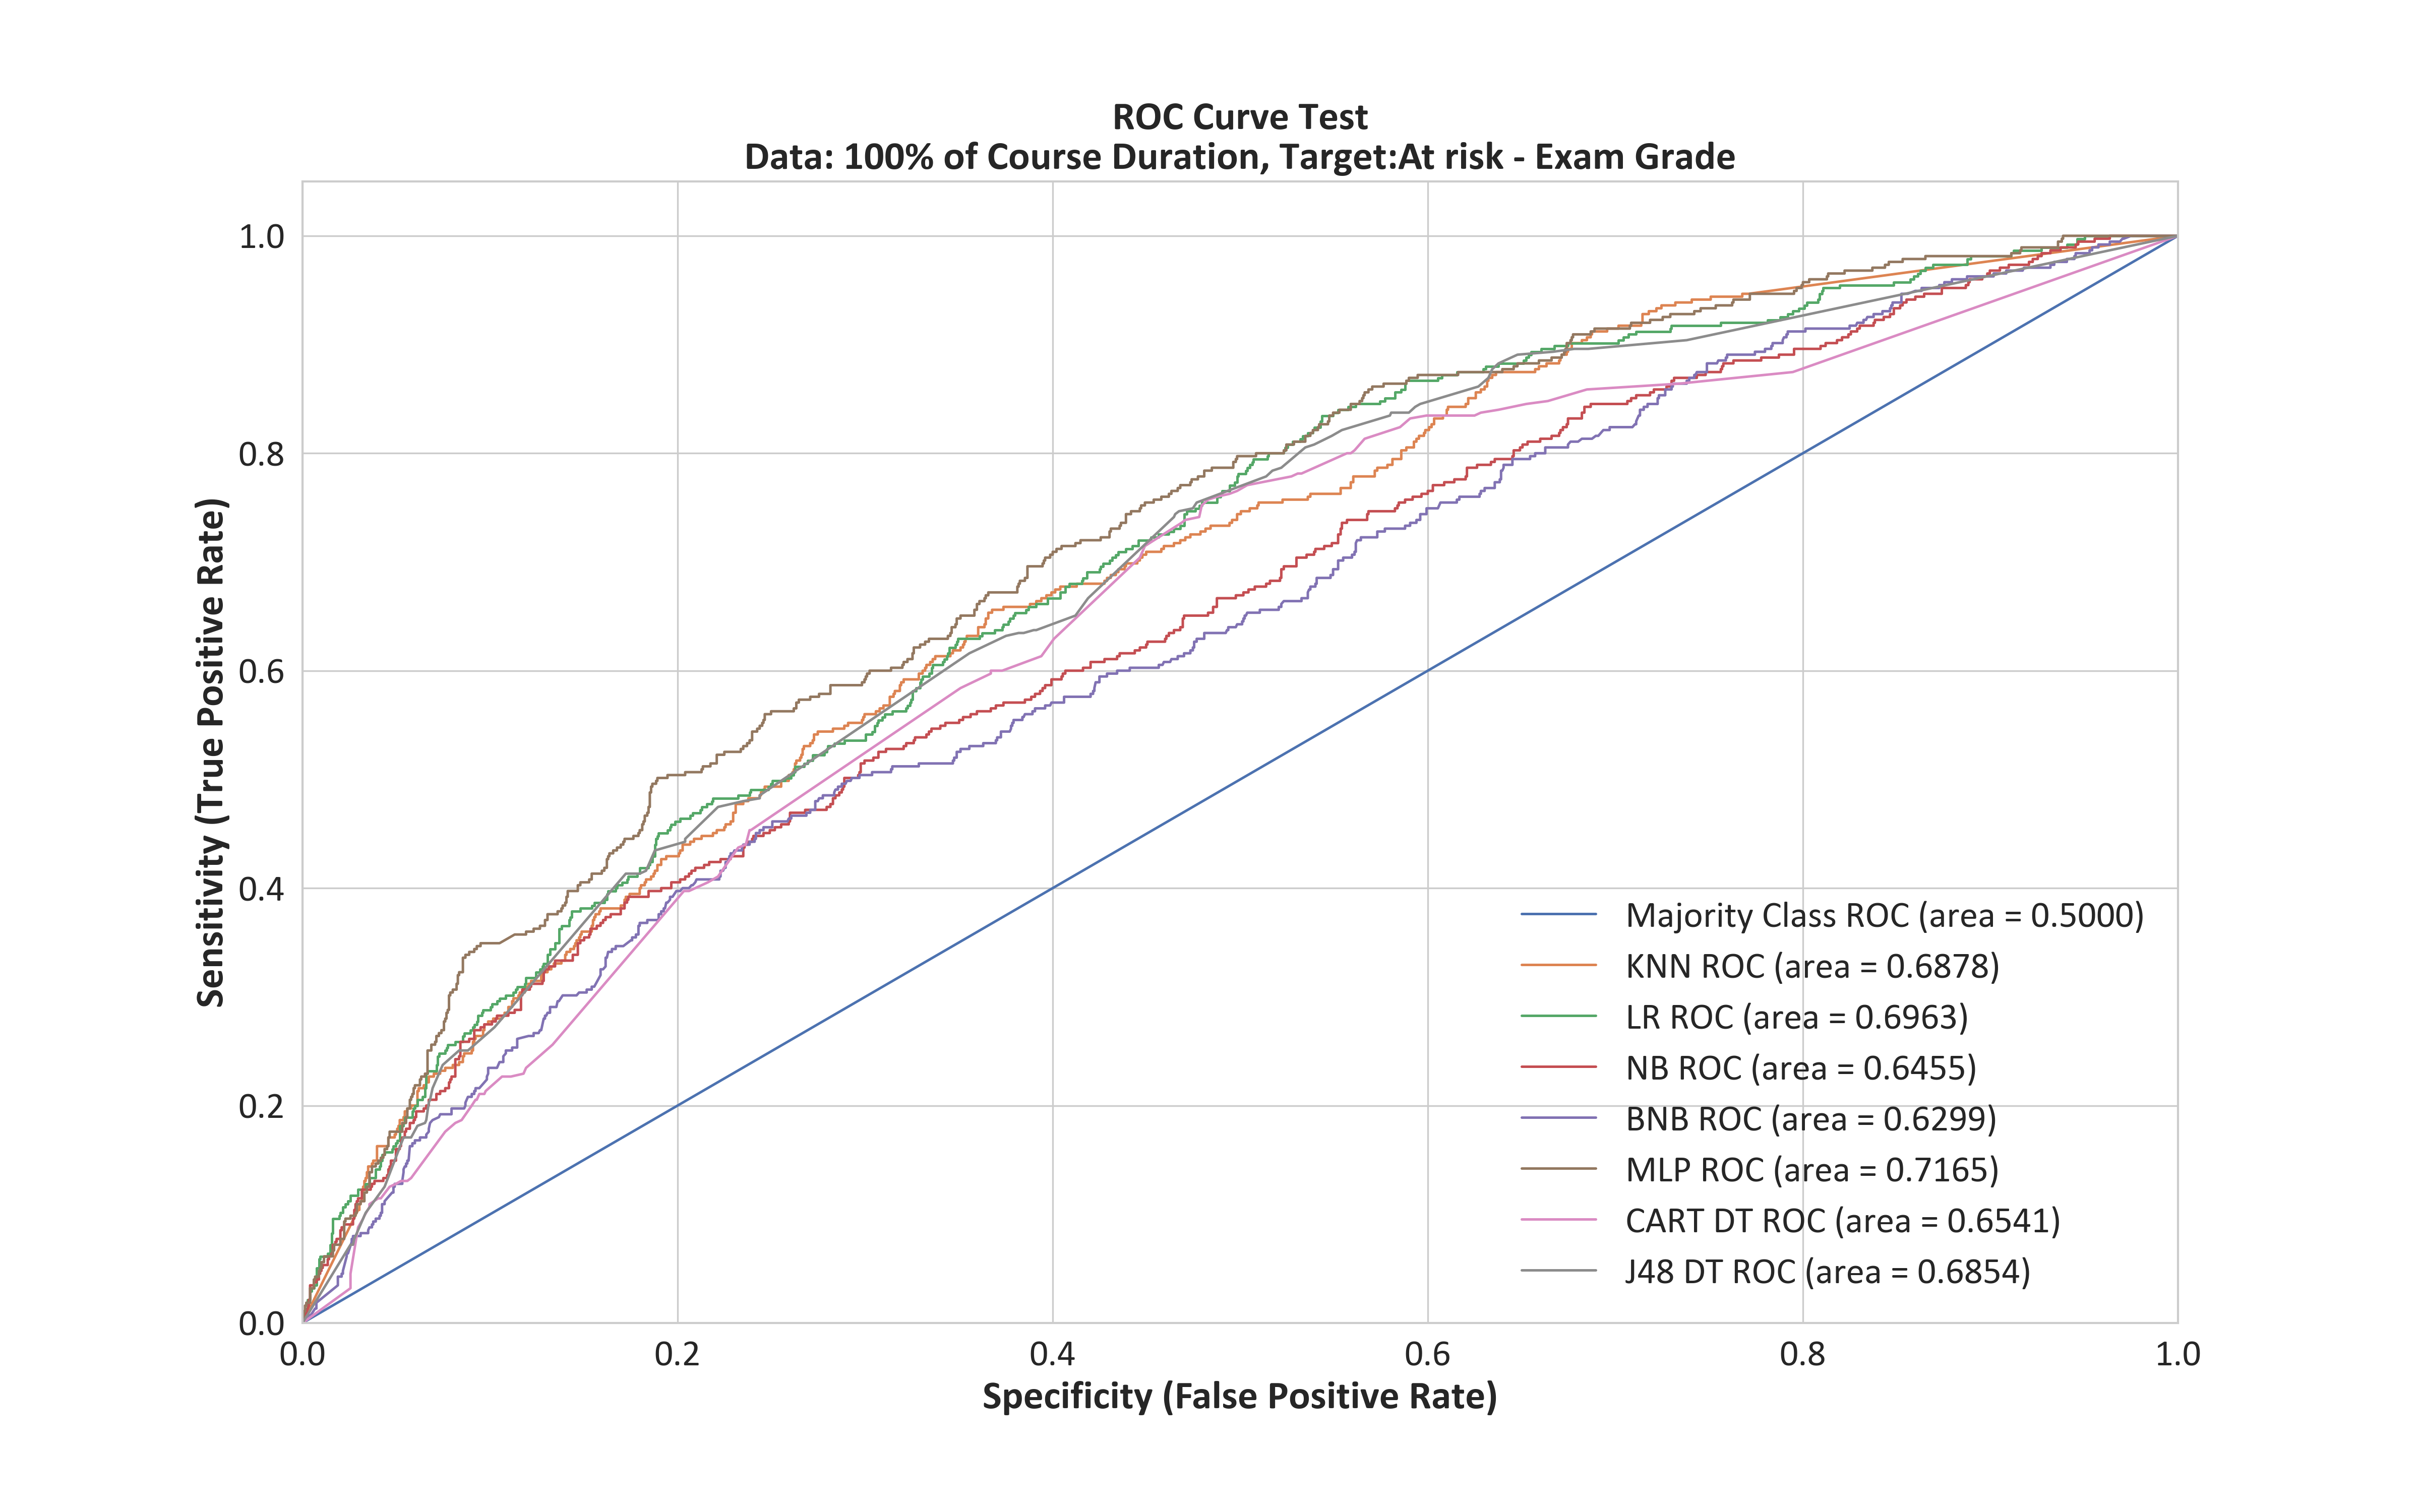 ROC Curve Test
Data: 100% of Course Duration, Target:At risk - Exam Grade
Sensitivity (True Positive Rate)
1.0
0.8
0.6
0.4
0.2
0.0
Majority Class ROC (area = 0.5000)
KNN ROC (area = 0.6878)
LR ROC (area = 0.6963)
NB ROC (area = 0.6455)
BNB ROC (area = 0.6299)
MLP ROC (area = 0.7165)
CART DT ROC (area = 0.6541)
J48 DT ROC (area = 0.6854)
0.0 0.2 0.4 0.6 0.8 1.0
Specificity (False Positive Rate)